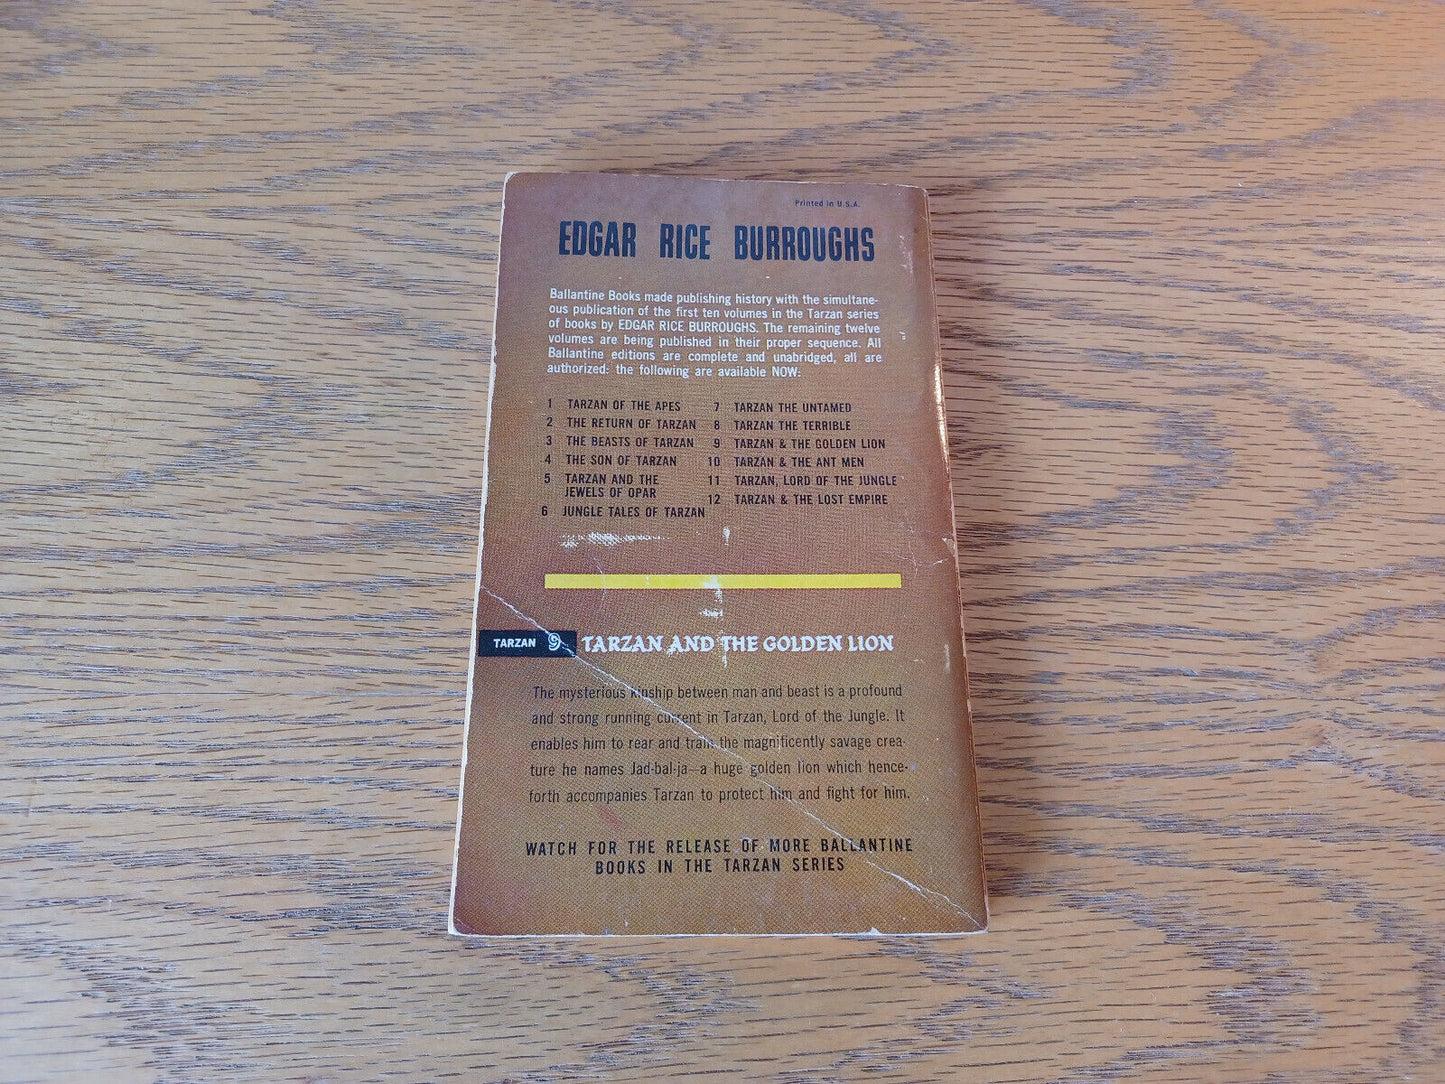 Printed in U.S.A.
EDGAR RICE BURROUGHS
Ballantine Books made publishing history with the simultane-
ous publication of the first ten volumes in the Tarzan series
of books by EDGAR RICE BURROUGHS. The remaining twelve
volumes are being published in their proper sequence. All
Ballantine editions are complete and unabridged, all are
authorized: the following are available NOW:
1 TARZAN OF THE APES
2 THE RETURN OF TARZAN
3 THE BEASTS OF TARZAN
4 THE SON OF TARZAN
5 TARZAN AND THE
JEWELS OF OPAR
6 JUNGLE TALES OF TARZAN
7 TARZAN THE UNTAMED
8 TARZAN THE TERRIBLE
9 TARZAN & THE GOLDEN LION
10 TARZAN & THE ANT MEN
11 TARZAN, LORD OF THE JUNGLE
12 TARZAN & THE LOST EMPIRE
TARZAN 9 TARZAN AND THE GOLDEN LION
The mysterious kinship between man and beast is a profound
and strong running current in Tarzan, Lord of the Jungle. It
enables him to rear and train the magnificently savage crea-
ture he names Jad-bal-ja—a huge golden lion which hence-
forth accompanies Tarzan to protect him and fight for him.
WATCH FOR THE RELEASE OF MORE BALLANTINE
BOOKS IN THE TARZAN SERIES